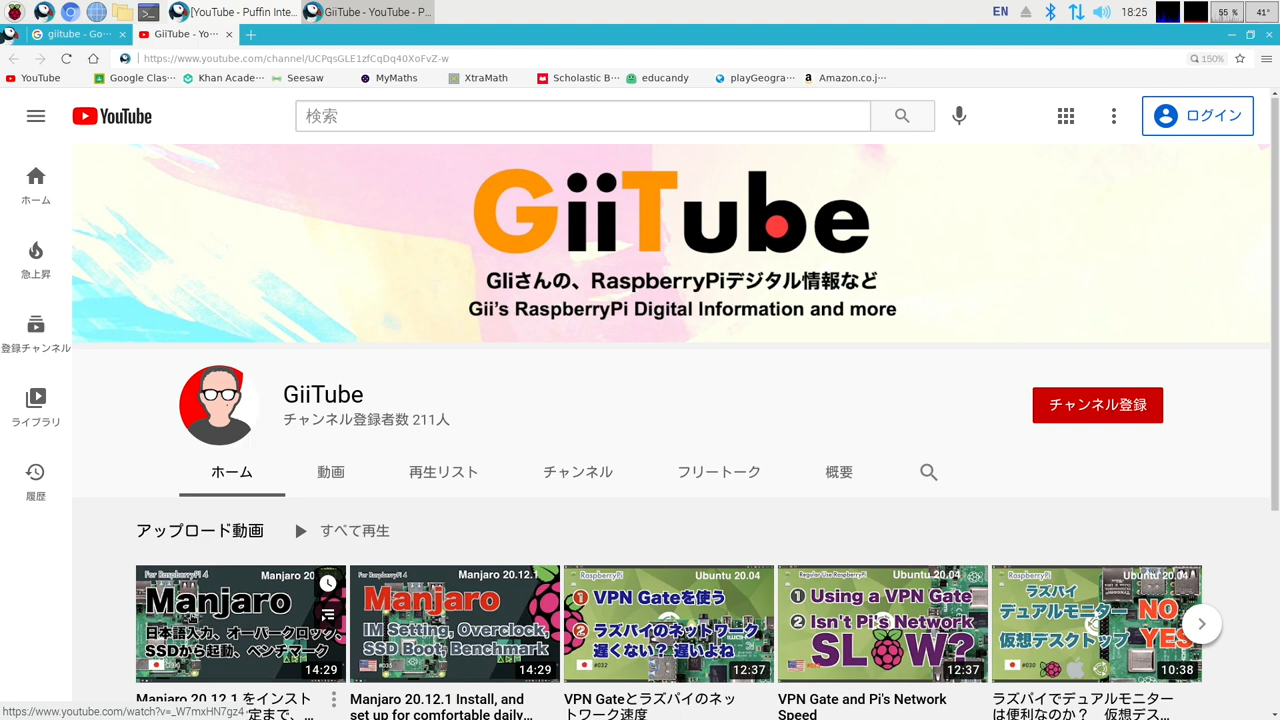 [YouTube - Puffin Inte...
GiiTube - YouTube - P...
EN
18:25
55 %
41°
giitube - Go...
GiiTube - Yo...
https://www.youtube.com/channel/UCPqsGLE1zfCqDq40XoFvZ-w
150%
YouTube
Google Clas...
Khan Acade...
Seesaw
MyMaths
XtraMath
Scholastic B...
educandy
playGeogra...
Amazon.co.j...
YouTube
検索
ログイン
ホーム
急上昇
登録チャンネル
ライブラリ
履歴
GiiTube
GIiさんの、RaspberryPiデジタル情報など
Gii's RaspberryPi Digital Information and more
GiiTube
チャンネル登録者数 211人
チャンネル登録
ホーム
動画
再生リスト
チャンネル
フリートーク
概要
アップロード動画
すべて再生
For RaspberryPi 4
Manjaro 20
Manjaro
日本語入力、オーバークロック、
SSDから起動、ベンチマーク
14:29
For RaspberryPi 4
Manjaro 20.12.1
Manjaro
IM Setting, Overclock,
SSD Boot, Benchmark
#035
14:29
RaspberryPi
Ubuntu 20.04
① VPN Gateを使う
② ラズパイのネットワーク
遅くない？ 遅いよね
#032
12:37
Regular Use RaspberryPi
Ubuntu 20.04
① Using a VPN Gate
② Isn't Pi's Network
SLOW?
#033
12:37
RaspberryPi
Ubuntu 20.04
ラズパイ
デュアルモニター NO
仮想デスクトップ YES
#030
10:38
Manjaro 20.12.1 をインスト
定まで、...
Manjaro 20.12.1 Install, and
set up for comfortable daily...
VPN Gateとラズパイのネッ
トワーク速度
VPN Gate and Pi's Network
Speed
ラズパイでデュアルモニター
は便利なのか？ 仮想デス...
https://www.youtube.com/watch?v=_W7mxHN7gz4